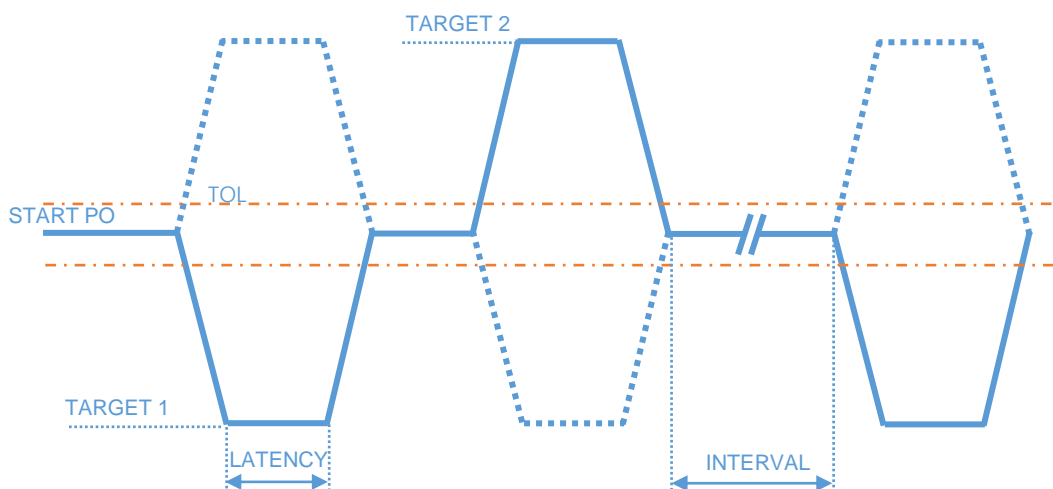 TARGET 2
TOL
START PO
TARGET 1
LATENCY
INTERVAL